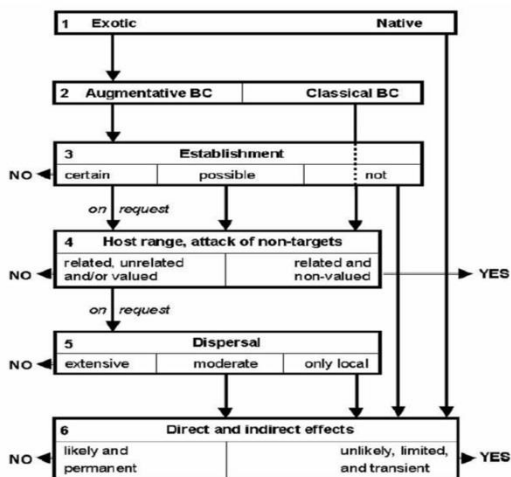 1 Exotic Native
2 Augmentative BC Classical BC
3 Establishment
NO certain possible not
on request
4 Host range, attack of non-targets
related, unrelated related and
NO and/or valued non-valued YES
on request
5 Dispersal
NO extensive moderate only local
6 Direct and indirect effects
likely and unlikely, limited,
NO permanent and transient YES